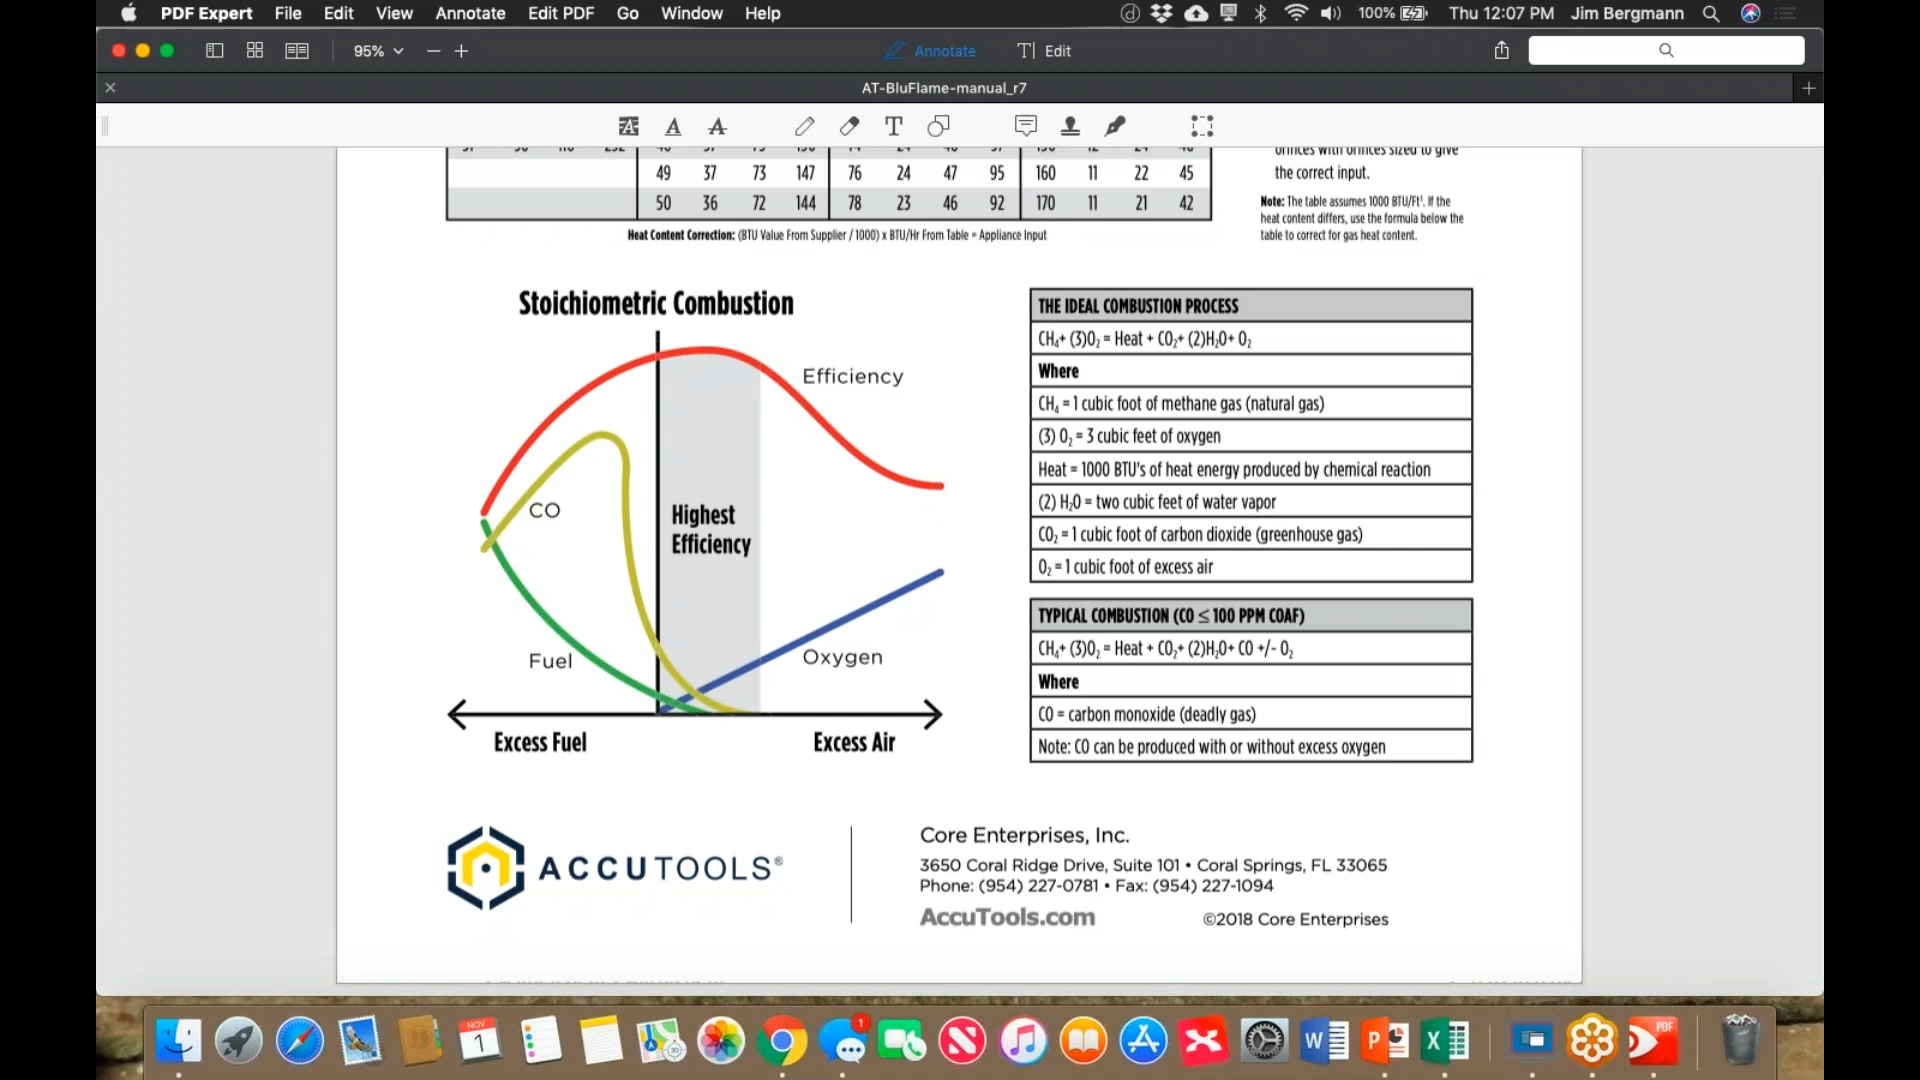 PDF Expert File Edit View Annotate Edit PDF Go Window Help 100% Thu 12:07 PM Jim Bergmann
95% Annotate Edit
AT-BluFlame-manual_r7
the correct input.
49 37 73 147 76 24 47 95 160 11 22 45
50 36 72 144 78 23 46 92 170 11 21 42
Note: The table assumes 1000 BTU/Ft³. If the
heat content differs, use the formula below the
table to correct for gas heat content.
Heat Content Correction: (BTU Value From Supplier / 1000) x BTU/Hr From Table = Appliance Input
Stoichiometric Combustion
Efficiency
CO
Highest
Efficiency
Fuel
Oxygen
Excess Fuel
Excess Air
THE IDEAL COMBUSTION PROCESS
CH₄+ (3)O₂ = Heat + CO₂+ (2)H₂O+ O₂
Where
CH₄ = 1 cubic foot of methane gas (natural gas)
(3) O₂ = 3 cubic feet of oxygen
Heat = 1000 BTU's of heat energy produced by chemical reaction
(2) H₂O = two cubic feet of water vapor
CO₂ = 1 cubic foot of carbon dioxide (greenhouse gas)
O₂ = 1 cubic foot of excess air
TYPICAL COMBUSTION (CO ≤ 100 PPM COAF)
CH₄+ (3)O₂ = Heat + CO₂+ (2)H₂O+ CO +/- O₂
Where
CO = carbon monoxide (deadly gas)
Note: CO can be produced with or without excess oxygen
ACCUTOOLS®
Core Enterprises, Inc.
3650 Coral Ridge Drive, Suite 101 • Coral Springs, FL 33065
Phone: (954) 227-0781 • Fax: (954) 227-1094
AccuTools.com ©2018 Core Enterprises
NOV
1
1
PDF